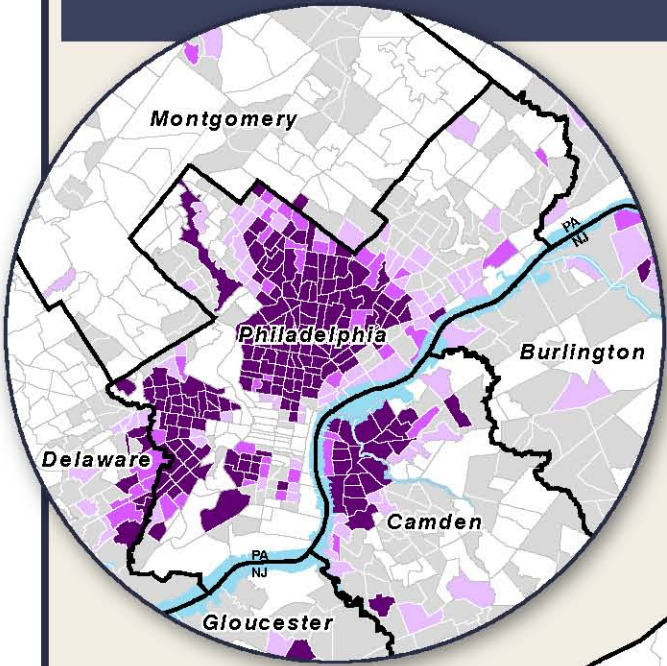 Montgomery
PA
NJ
Philadelphia
Burlington
Delaware
Camden
PA
NJ
Gloucester